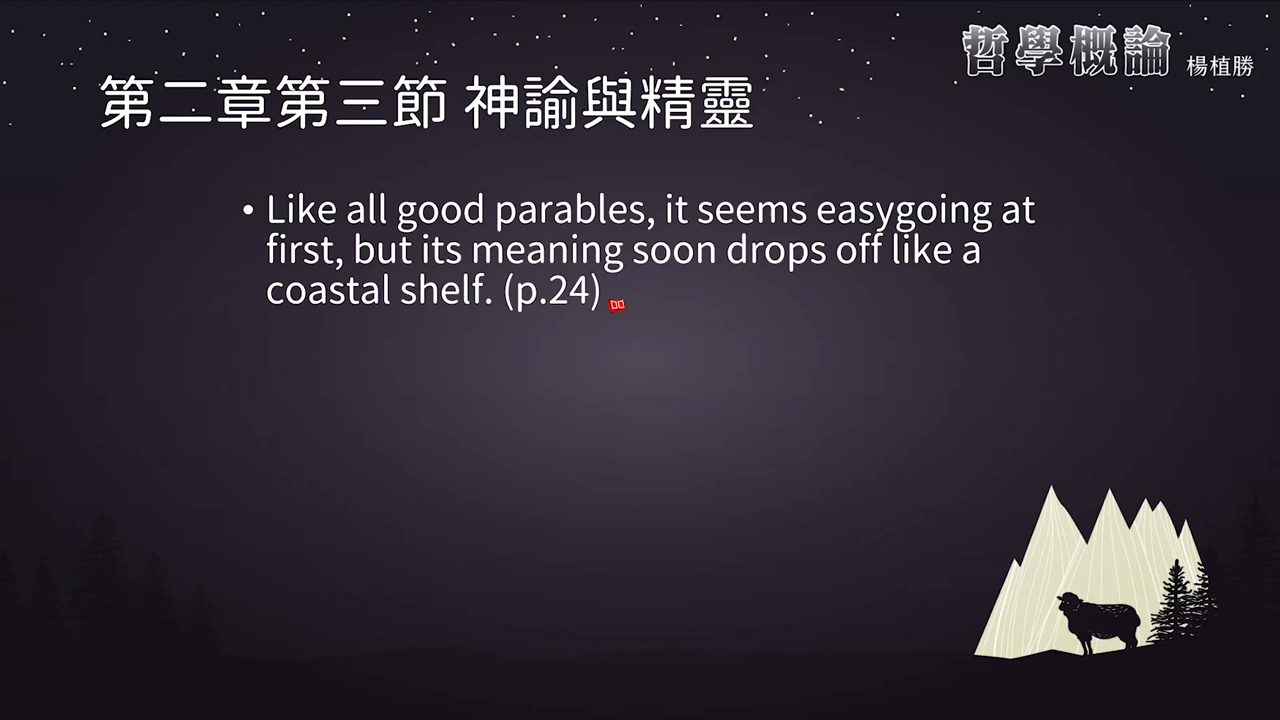 哲學概論 楊植勝
第二章第三節 神諭與精靈
• Like all good parables, it seems easygoing at
first, but its meaning soon drops off like a
coastal shelf. (p.24)